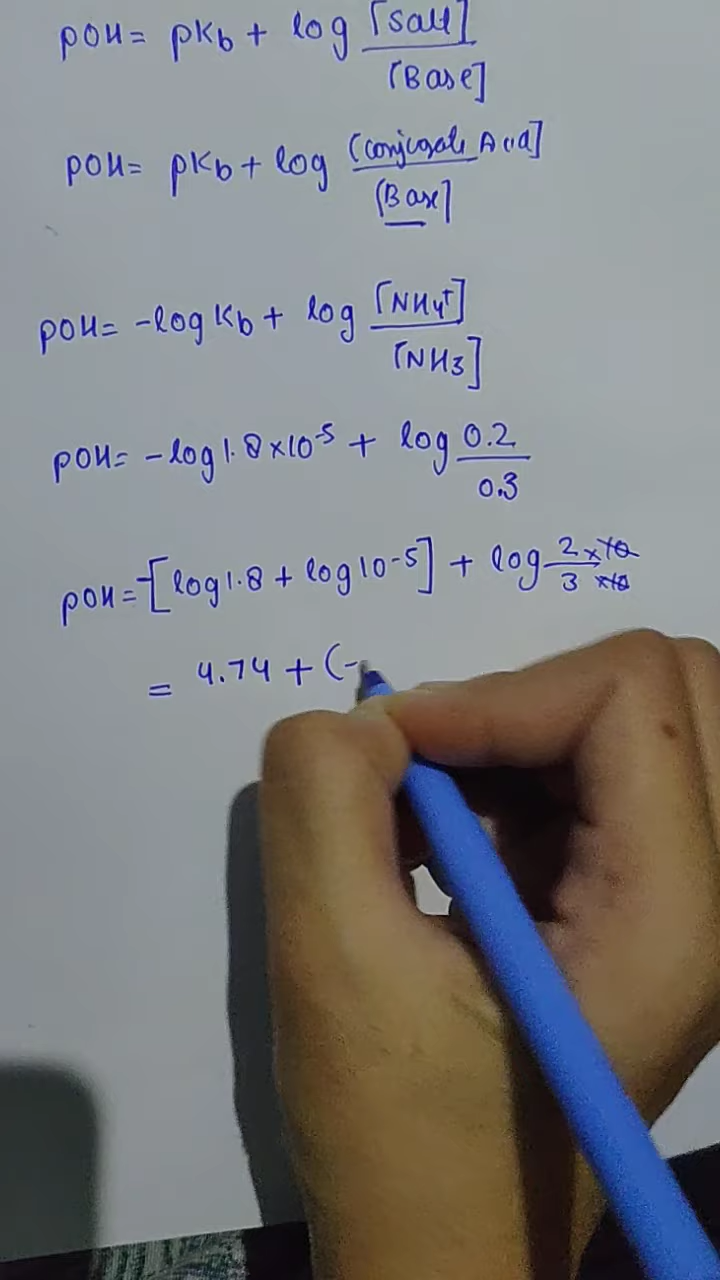 pOH = pKb + log [Salt]
[Base]
pOH = pKb + log [Conjugate Acid]
[Base]
pOH = -log Kb + log [NH4+]
[NH3]
pOH = -log 1.8 × 10-5 + log 0.2
0.3
pOH = -[log 1.8 + log 10-5] + log 2 × 10
3 × 10
= 4.74 + (-